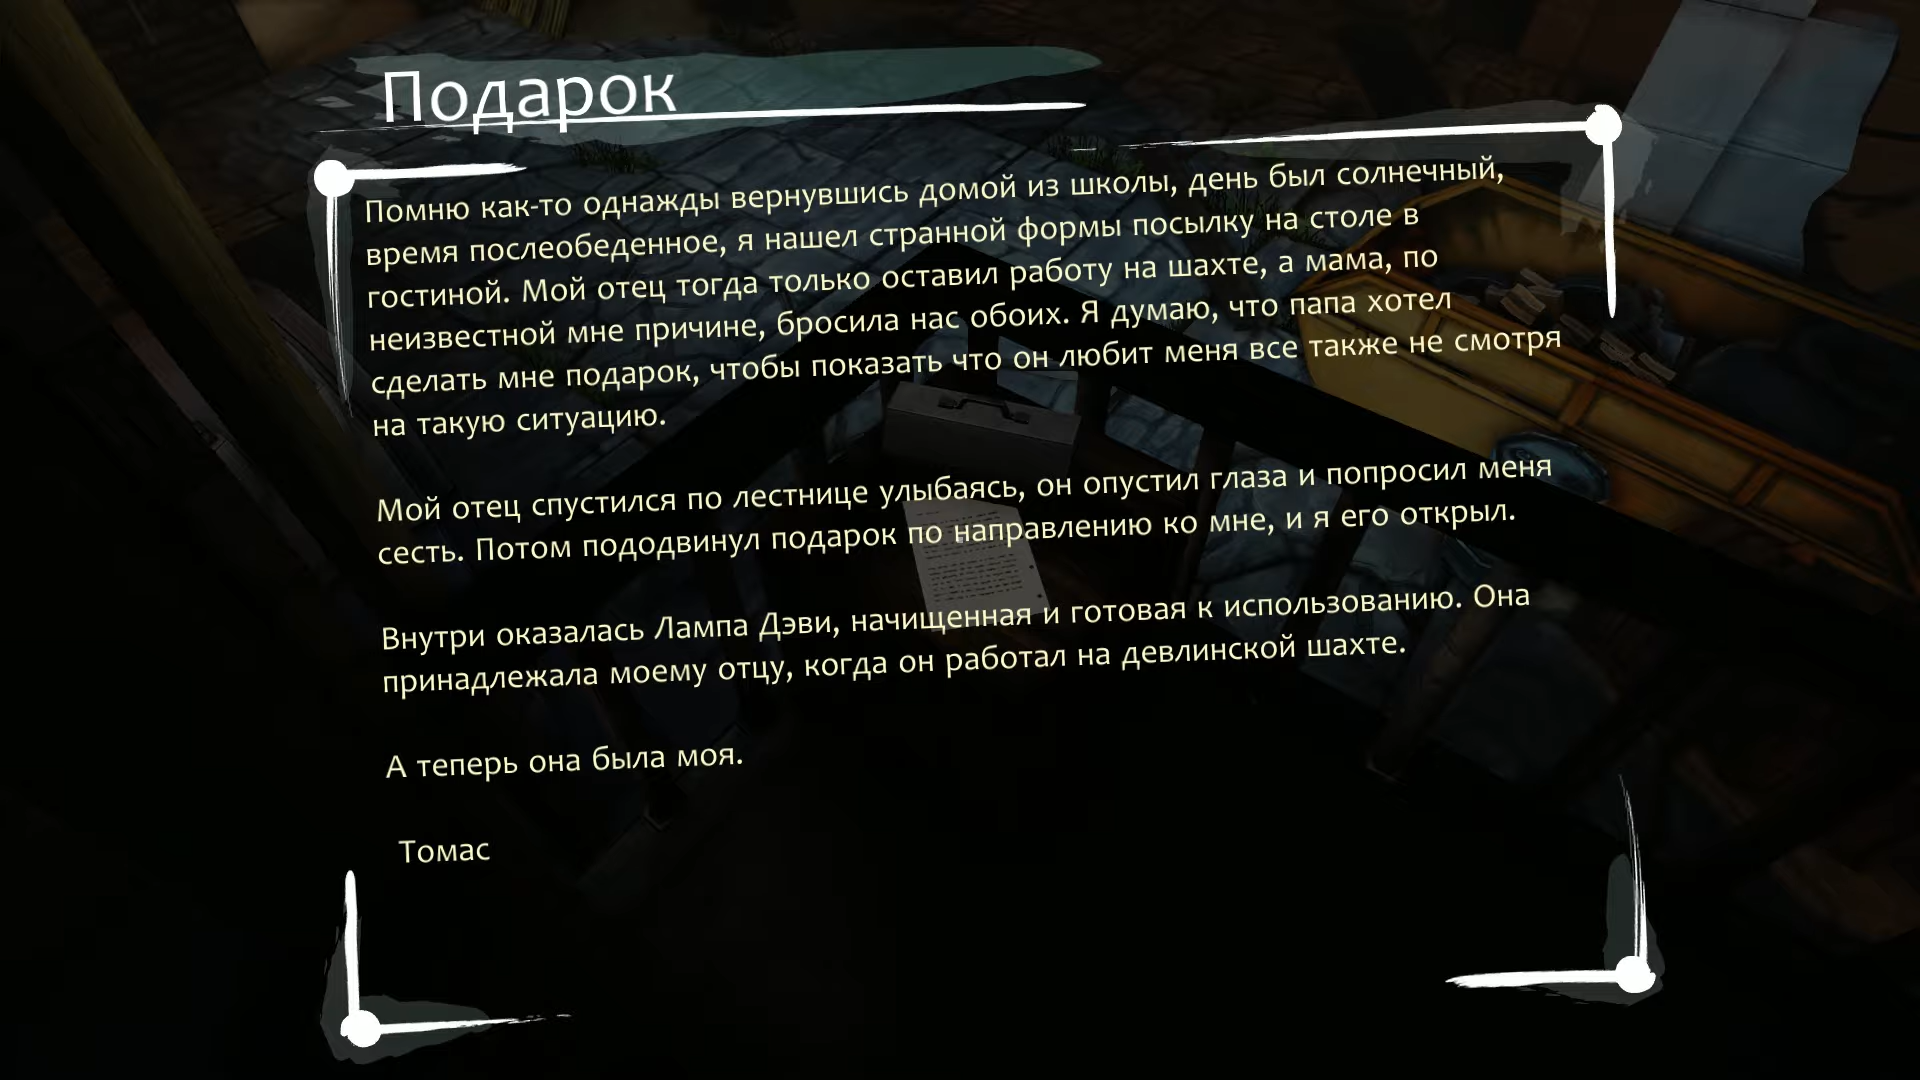 Подарок
Помню как-то однажды вернувшись домой из школы, день был солнечный,
время послеобеденное, я нашел странной формы посылку на столе в
гостиной. Мой отец тогда только оставил работу на шахте, а мама, по
неизвестной мне причине, бросила нас обоих. Я думаю, что папа хотел
сделать мне подарок, чтобы показать что он любит меня все также не смотря
на такую ситуацию.
Мой отец спустился по лестнице улыбаясь, он опустил глаза и попросил меня
сесть. Потом пододвинул подарок по направлению ко мне, и я его открыл.
Внутри оказалась Лампа Дэви, начищенная и готовая к использованию. Она
принадлежала моему отцу, когда он работал на девлинской шахте.
А теперь она была моя.
Томас